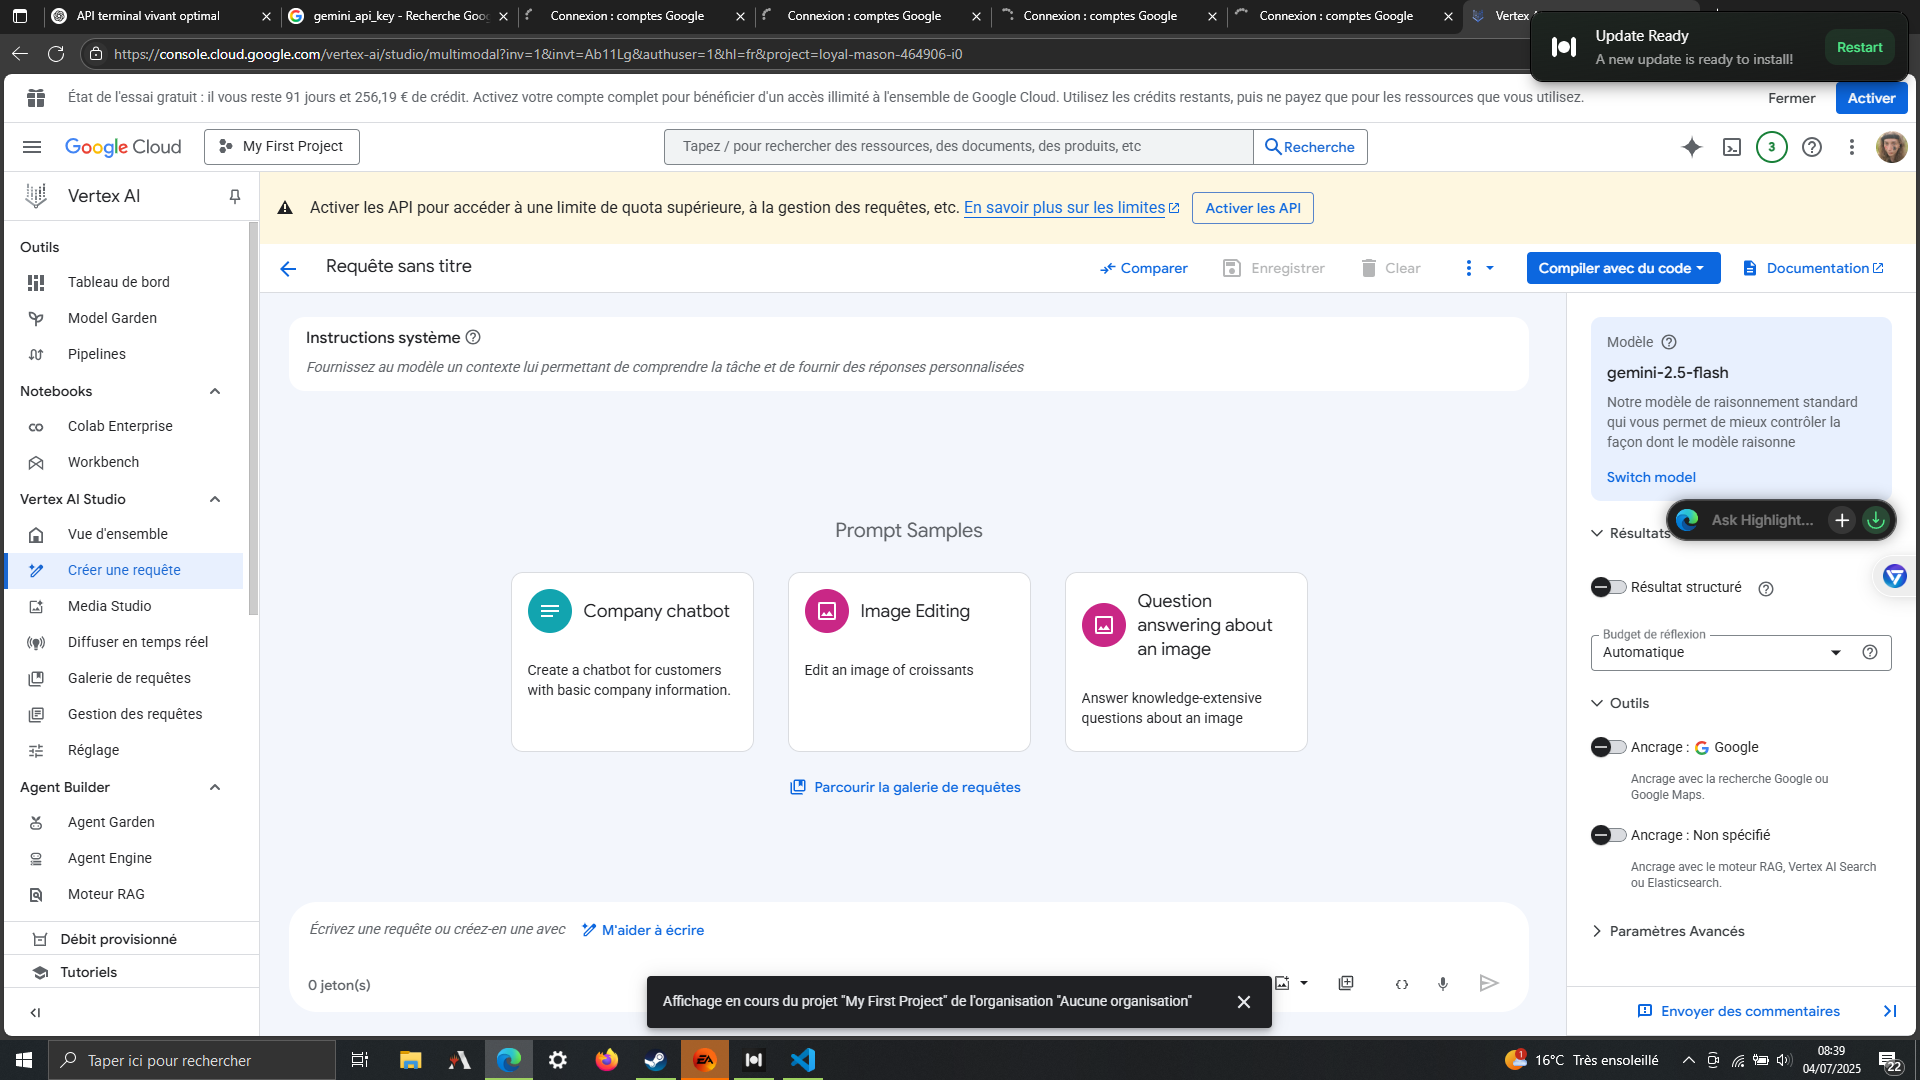 API terminal vivant optimal
gemini_api_key - Recherche Goo
Connexion : comptes Google
Connexion : comptes Google
Connexion : comptes Google
Connexion : comptes Google
Vertex
https://console.cloud.google.com/vertex-ai/studio/multimodal?inv=1&invt=Ab11Lg&authuser=1&hl=fr&project=loyal-mason-464906-i0
Update Ready
A new update is ready to install!
Restart
État de l'essai gratuit : il vous reste 91 jours et 256,19 € de crédit. Activez votre compte complet pour bénéficier d'un accès illimité à l'ensemble de Google Cloud. Utilisez les crédits restants, puis ne payez que pour les ressources que vous utilisez.
Fermer
Activer
Google Cloud
My First Project
Tapez / pour rechercher des ressources, des documents, des produits, etc
Recherche
3
Vertex AI
Activer les API pour accéder à une limite de quota supérieure, à la gestion des requêtes, etc. En savoir plus sur les limites
Activer les API
Outils
Tableau de bord
Model Garden
Pipelines
Notebooks
Colab Enterprise
Workbench
Vertex AI Studio
Vue d'ensemble
Créer une requête
Media Studio
Diffuser en temps réel
Galerie de requêtes
Gestion des requêtes
Réglage
Agent Builder
Agent Garden
Agent Engine
Moteur RAG
Débit provisionné
Tutoriels
Requête sans titre
Comparer
Enregistrer
Clear
Compiler avec du code
Documentation
Instructions système
Fournissez au modèle un contexte lui permettant de comprendre la tâche et de fournir des réponses personnalisées
Prompt Samples
Company chatbot
Create a chatbot for customers
with basic company information.
Image Editing
Edit an image of croissants
Question
answering about
an image
Answer knowledge-extensive
questions about an image
Parcourir la galerie de requêtes
Écrivez une requête ou créez-en une avec
M'aider à écrire
0 jeton(s)
Affichage en cours du projet "My First Project" de l'organisation "Aucune organisation"
Modèle
gemini-2.5-flash
Notre modèle de raisonnement standard
qui vous permet de mieux contrôler la
façon dont le modèle raisonne
Switch model
Ask Highlight...
Résultats
Résultat structuré
Budget de réflexion
Automatique
Outils
Ancrage : Google
Ancrage avec la recherche Google ou
Google Maps.
Ancrage : Non spécifié
Ancrage avec le moteur RAG, Vertex AI Search
ou Elasticsearch.
Paramètres Avancés
Envoyer des commentaires
Taper ici pour rechercher
EA
1
16°C Très ensoleillé
08:39
04/07/2025
22